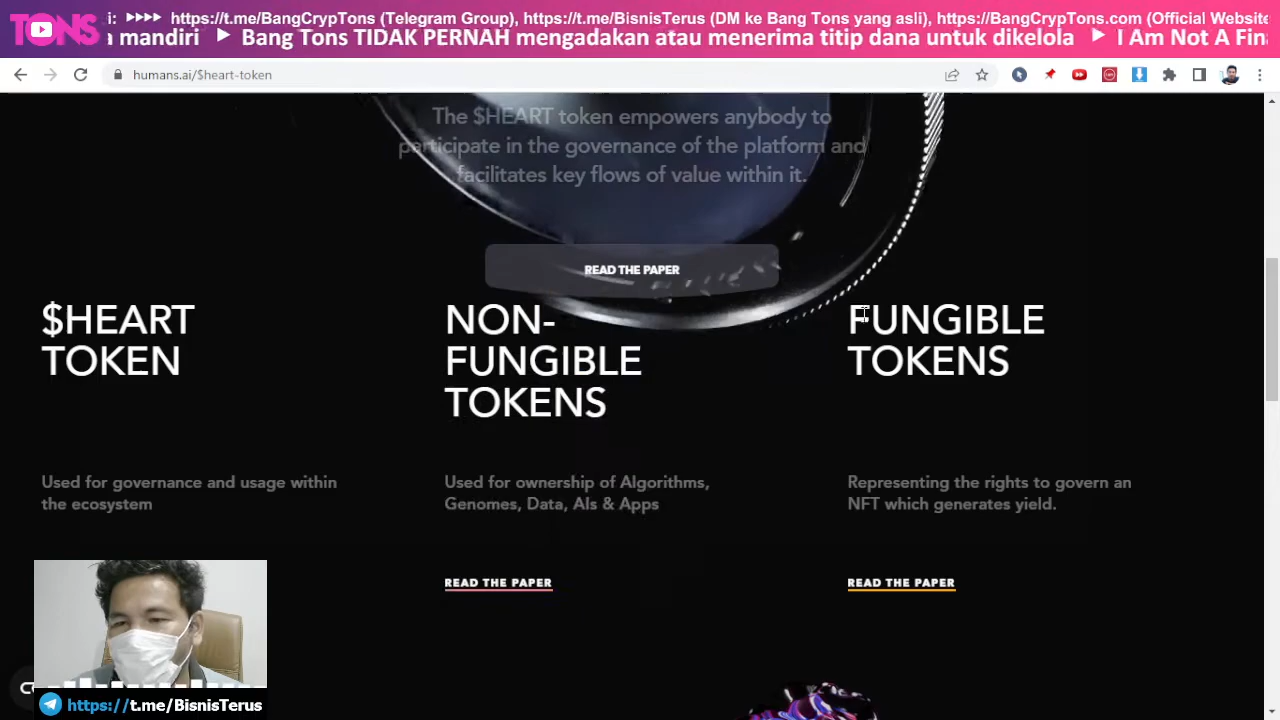 TONS
i: ►►►► https://t.me/BangCrypTons (Telegram Group), https://t.me/BisnisTerus (DM ke Bang Tons yang asli), https://BangCrypTons.com (Official Website
a mandiri ► Bang Tons TIDAK PERNAH mengadakan atau menerima titip dana untuk dikelola ► I Am Not A Fina
humans.ai/$heart-token
The $HEART token empowers anybody to
participate in the governance of the platform and
facilitates key flows of value within it.
READ THE PAPER
$HEART
TOKEN
NON-
FUNGIBLE
TOKENS
FUNGIBLE
TOKENS
Used for governance and usage within
the ecosystem
Used for ownership of Algorithms,
Genomes, Data, AIs & Apps
Representing the rights to govern an
NFT which generates yield.
READ THE PAPER
READ THE PAPER
https://t.me/BisnisTerus